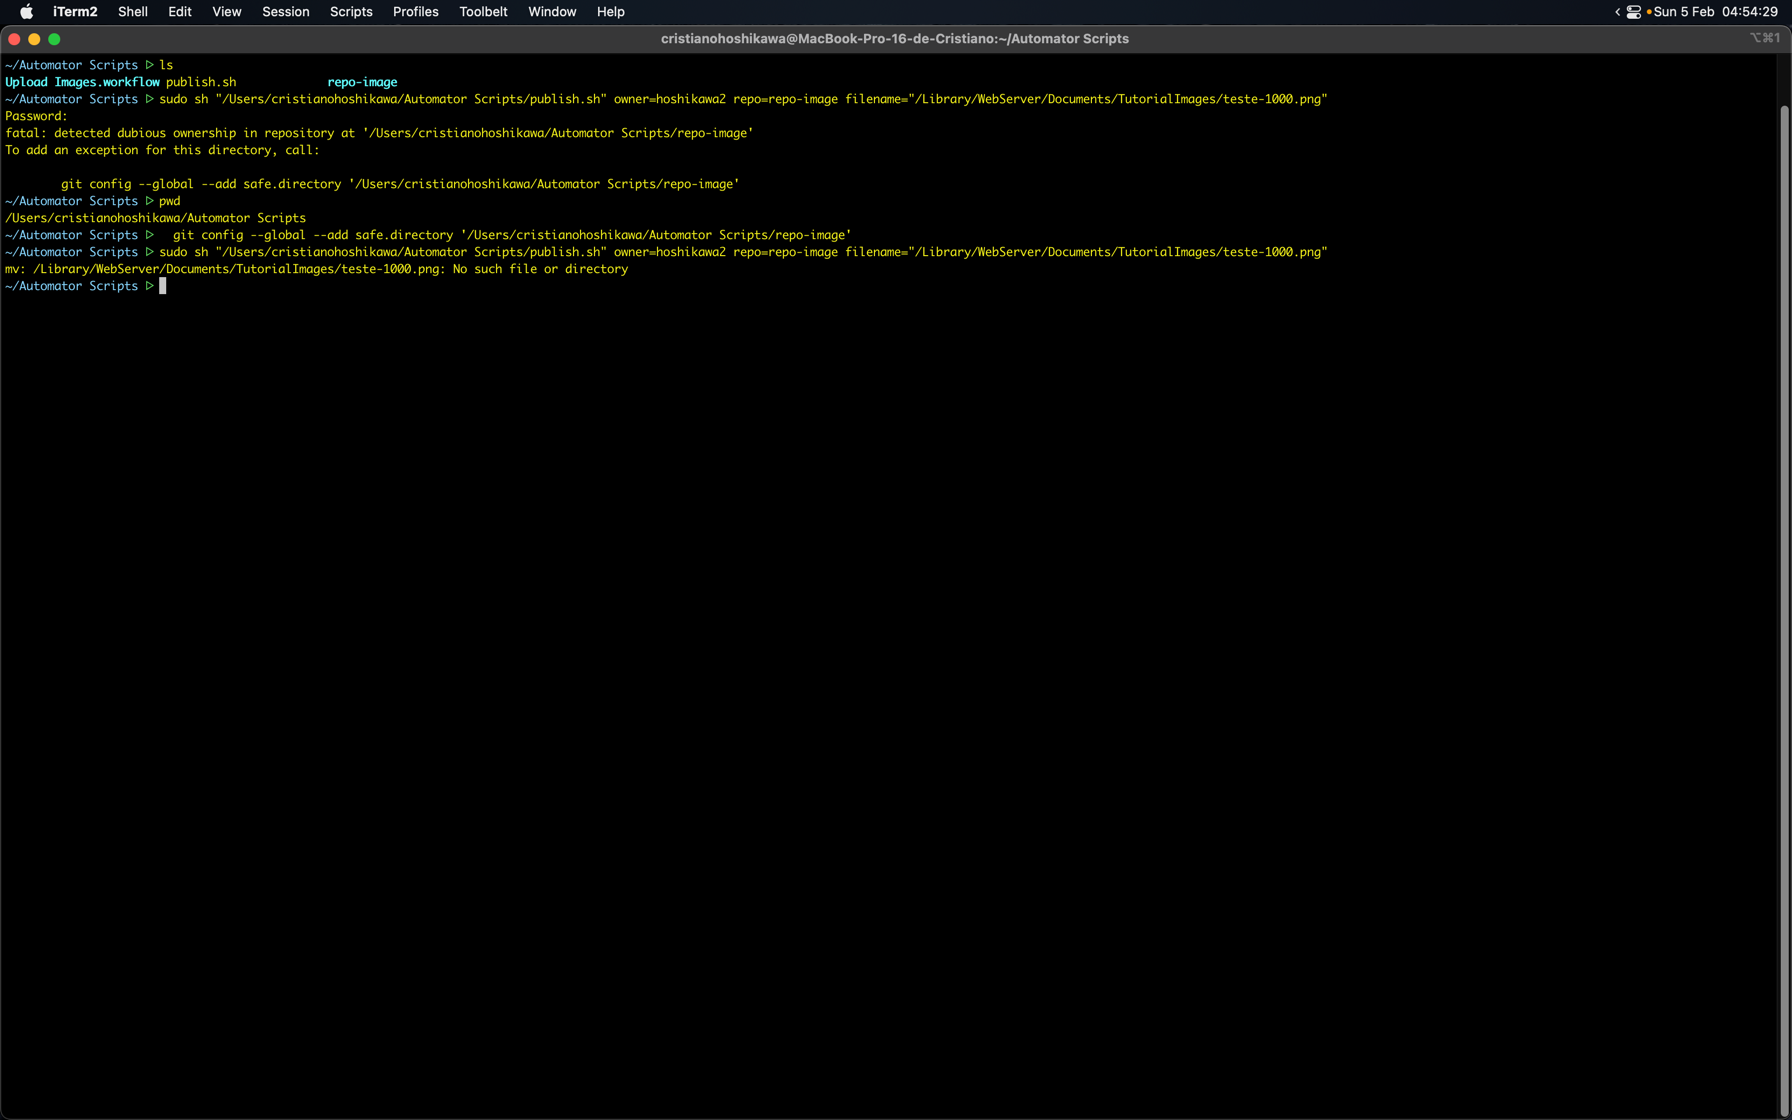 iTerm2 Shell Edit View Session Scripts Profiles Toolbelt Window Help Sun 5 Feb 04:54:29
cristianohoshikawa@MacBook-Pro-16-de-Cristiano:~/Automator Scripts ⌥⌘1
~/Automator Scripts ▷ ls
Upload Images.workflow publish.sh repo-image
~/Automator Scripts ▷ sudo sh "/Users/cristianohoshikawa/Automator Scripts/publish.sh" owner=hoshikawa2 repo=repo-image filename="/Library/WebServer/Documents/TutorialImages/teste-1000.png"
Password:
fatal: detected dubious ownership in repository at '/Users/cristianohoshikawa/Automator Scripts/repo-image'
To add an exception for this directory, call:
git config --global --add safe.directory '/Users/cristianohoshikawa/Automator Scripts/repo-image'
~/Automator Scripts ▷ pwd
/Users/cristianohoshikawa/Automator Scripts
~/Automator Scripts ▷ git config --global --add safe.directory '/Users/cristianohoshikawa/Automator Scripts/repo-image'
~/Automator Scripts ▷ sudo sh "/Users/cristianohoshikawa/Automator Scripts/publish.sh" owner=hoshikawa2 repo=repo-image filename="/Library/WebServer/Documents/TutorialImages/teste-1000.png"
mv: /Library/WebServer/Documents/TutorialImages/teste-1000.png: No such file or directory
~/Automator Scripts ▷